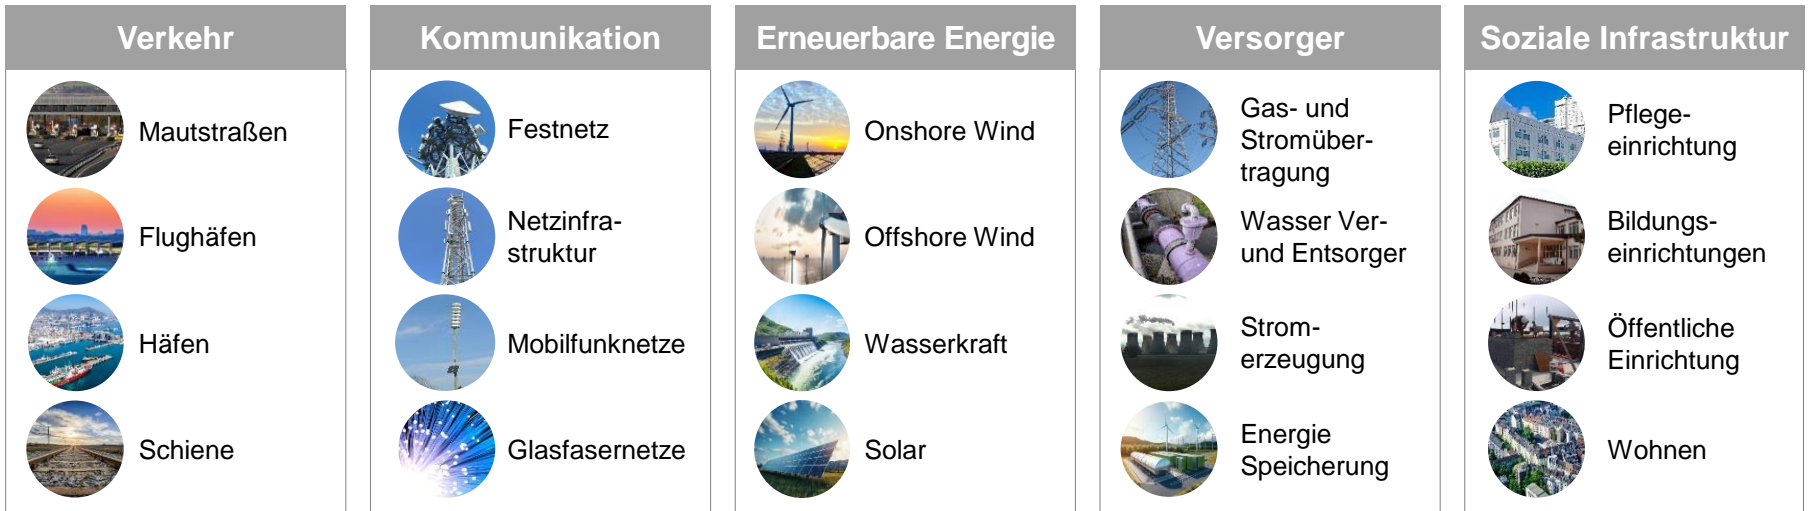 Verkehr
Mautstraßen
Flughäfen
Häfen
Schiene
Kommunikation
Festnetz
Netzinfra-
struktur
Mobilfunknetze
Glasfasernetze
Erneuerbare Energie
Onshore Wind
Offshore Wind
Wasserkraft
Solar
Versorger
Gas- und
Stromüber-
tragung
Wasser Ver-
und Entsorger
Strom-
erzeugung
Energie
Speicherung
Soziale Infrastruktur
Pflege-
einrichtung
Bildungs-
einrichtungen
Öffentliche
Einrichtung
Wohnen